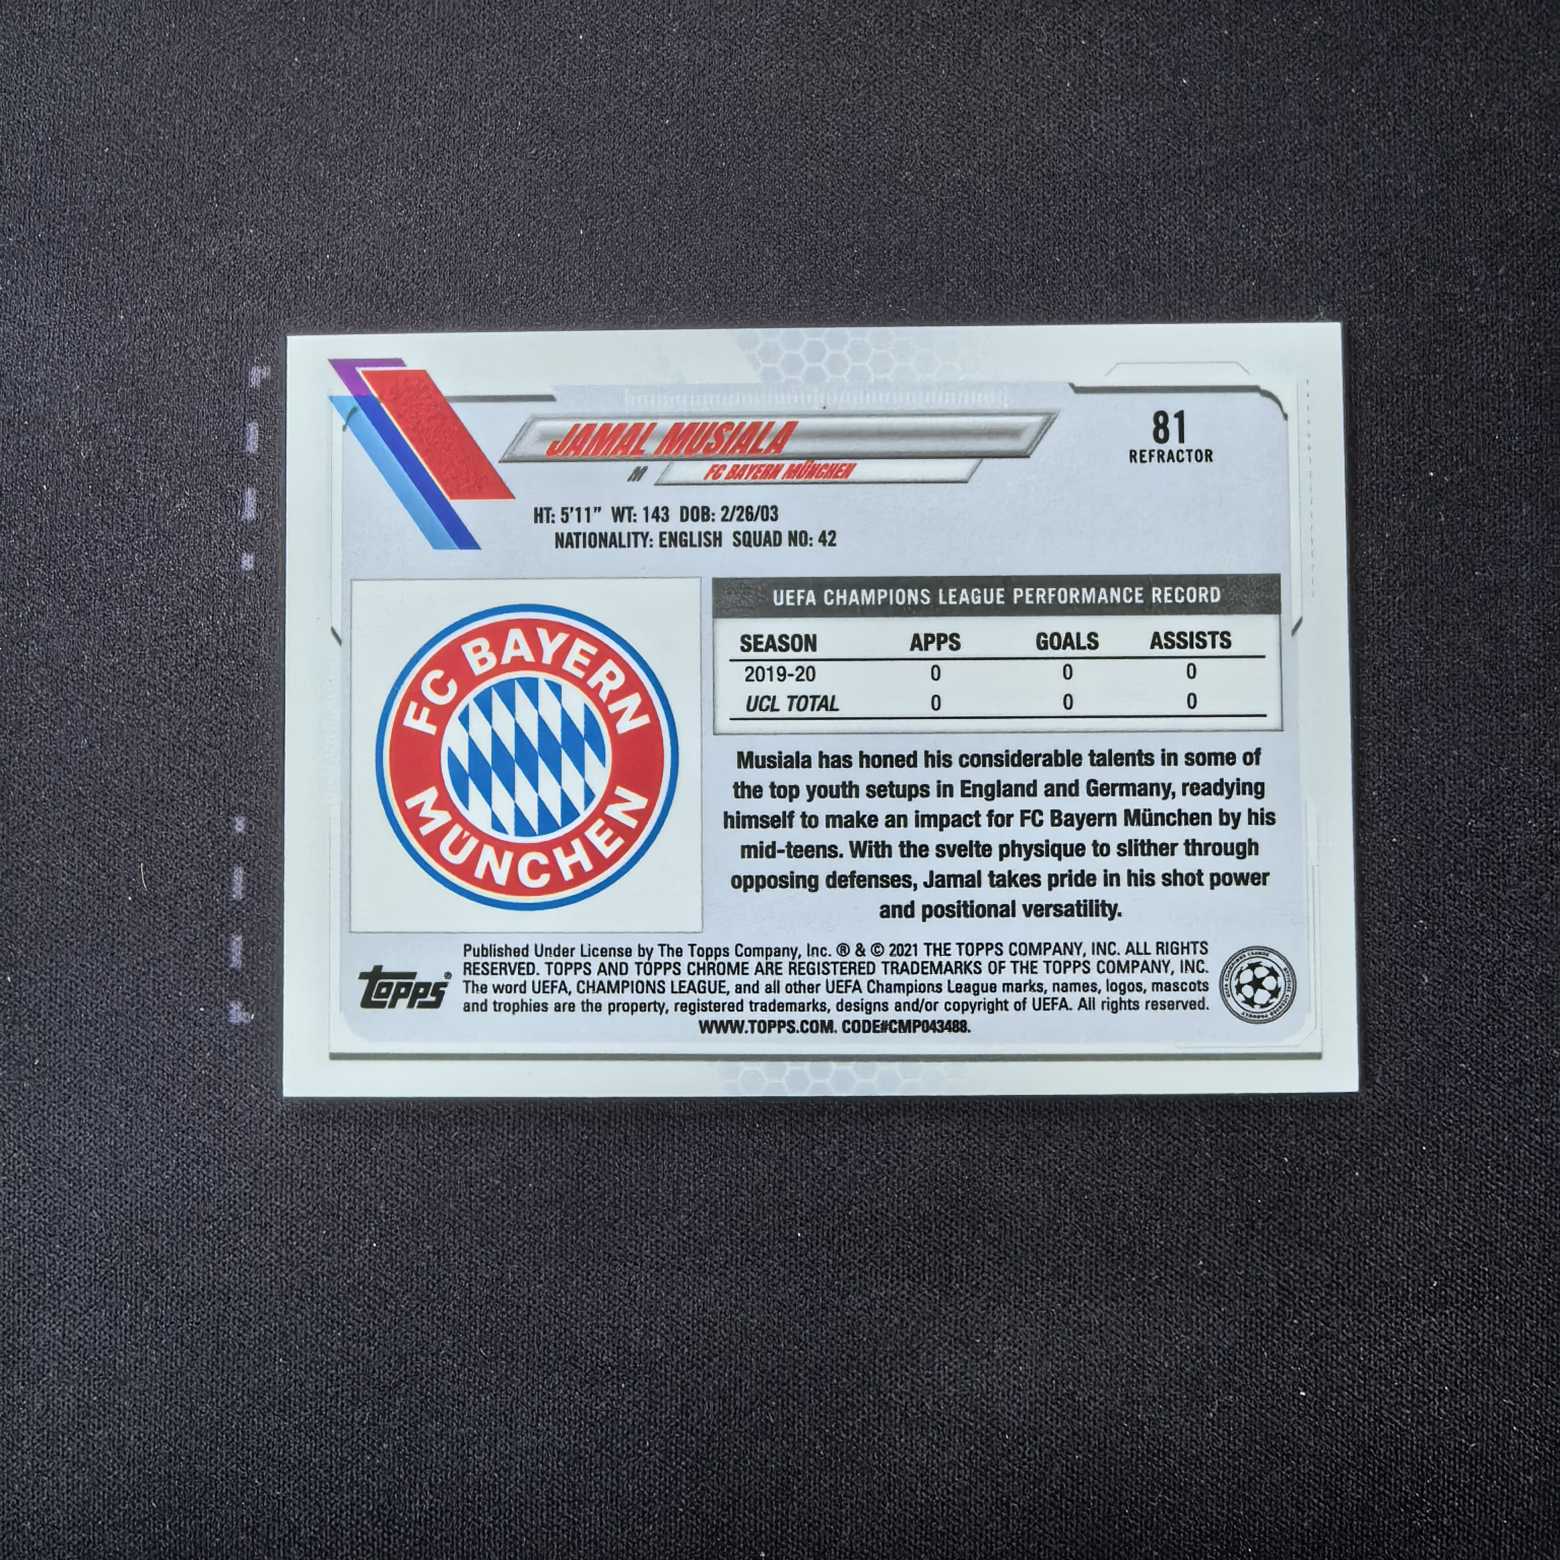 JAMAL MUSIALA
81
REFRACTOR
M FC BAYERN MÜNCHEN
HT: 5'11" WT: 143 DOB: 2/26/03
NATIONALITY: ENGLISH SQUAD NO: 42
FC BAYERN
MÜNCHEN
UEFA CHAMPIONS LEAGUE PERFORMANCE RECORD
SEASON APPS GOALS ASSISTS
2019-20 0 0 0
UCL TOTAL 0 0 0
Musiala has honed his considerable talents in some of
the top youth setups in England and Germany, readying
himself to make an impact for FC Bayern München by his
mid-teens. With the svelte physique to slither through
opposing defenses, Jamal takes pride in his shot power
and positional versatility.
topps®
Published Under License by The Topps Company, Inc. ® & © 2021 THE TOPPS COMPANY, INC. ALL RIGHTS
RESERVED. TOPPS AND TOPPS CHROME ARE REGISTERED TRADEMARKS OF THE TOPPS COMPANY, INC.
The word UEFA, CHAMPIONS LEAGUE, and all other UEFA Champions League marks, names, logos, mascots
and trophies are the property, registered trademarks, designs and/or copyright of UEFA. All rights reserved.
WWW.TOPPS.COM. CODE#CMP043488.